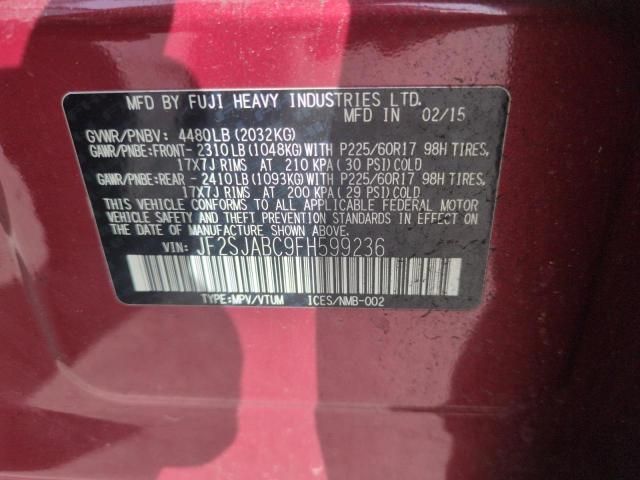 MFD BY FUJI HEAVY INDUSTRIES LTD.
MFD IN 02/15
GVWR/PNBV: 4480LB(2032KG)
GAWR/PNBE:FRONT- 2310LB(1048KG)WITH P225/60R17 98H TIRES,
17X7J RIMS AT 210 KPA(30 PSI)COLD
GAWR/PNBE:REAR -2410LB(1093KG)WITH P225/60R17 98H TIRES,
17X7J RIMS AT 200 KPA(29 PSI)COLD
THIS VEHICLE CONFORMS TO ALL APPLICABLE FEDERAL MOTOR
VEHICLE SAFETY AND THEFT PREVENTION STANDARDS IN EFFECT ON
THE DATE OF MANUFACTURE SHOWN ABOVE.
VIN: JF2SJABC9FH599236
TYPE:MPV/VTUM ICES/NMB-002